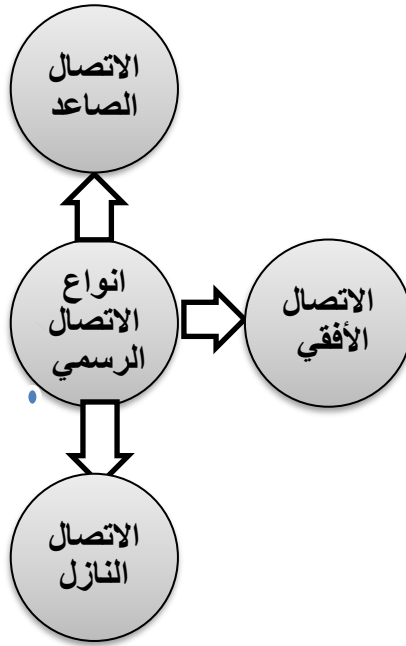 الاتصال
الصاعد
انواع
الاتصال
الرسمي
الاتصال
الأفقي
الاتصال
النازل